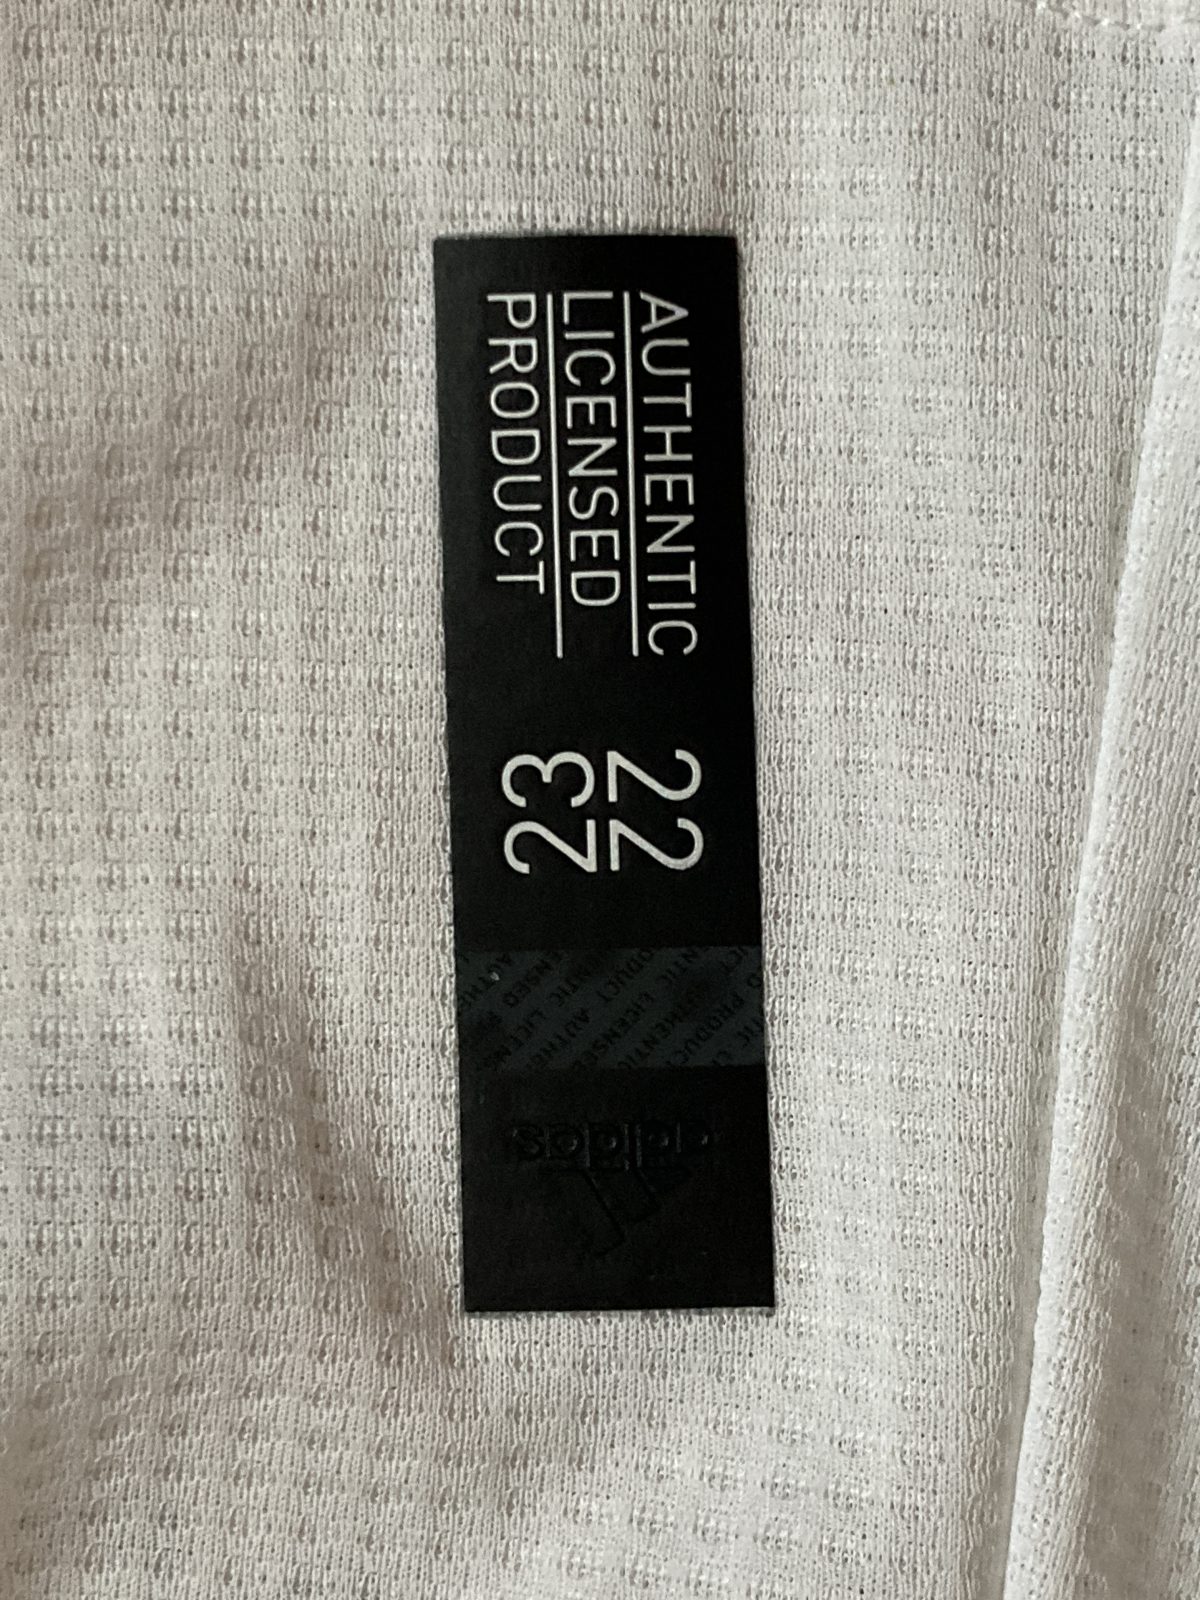 AUTHENTIC
LICENSED
PRODUCT
22
23
adidas